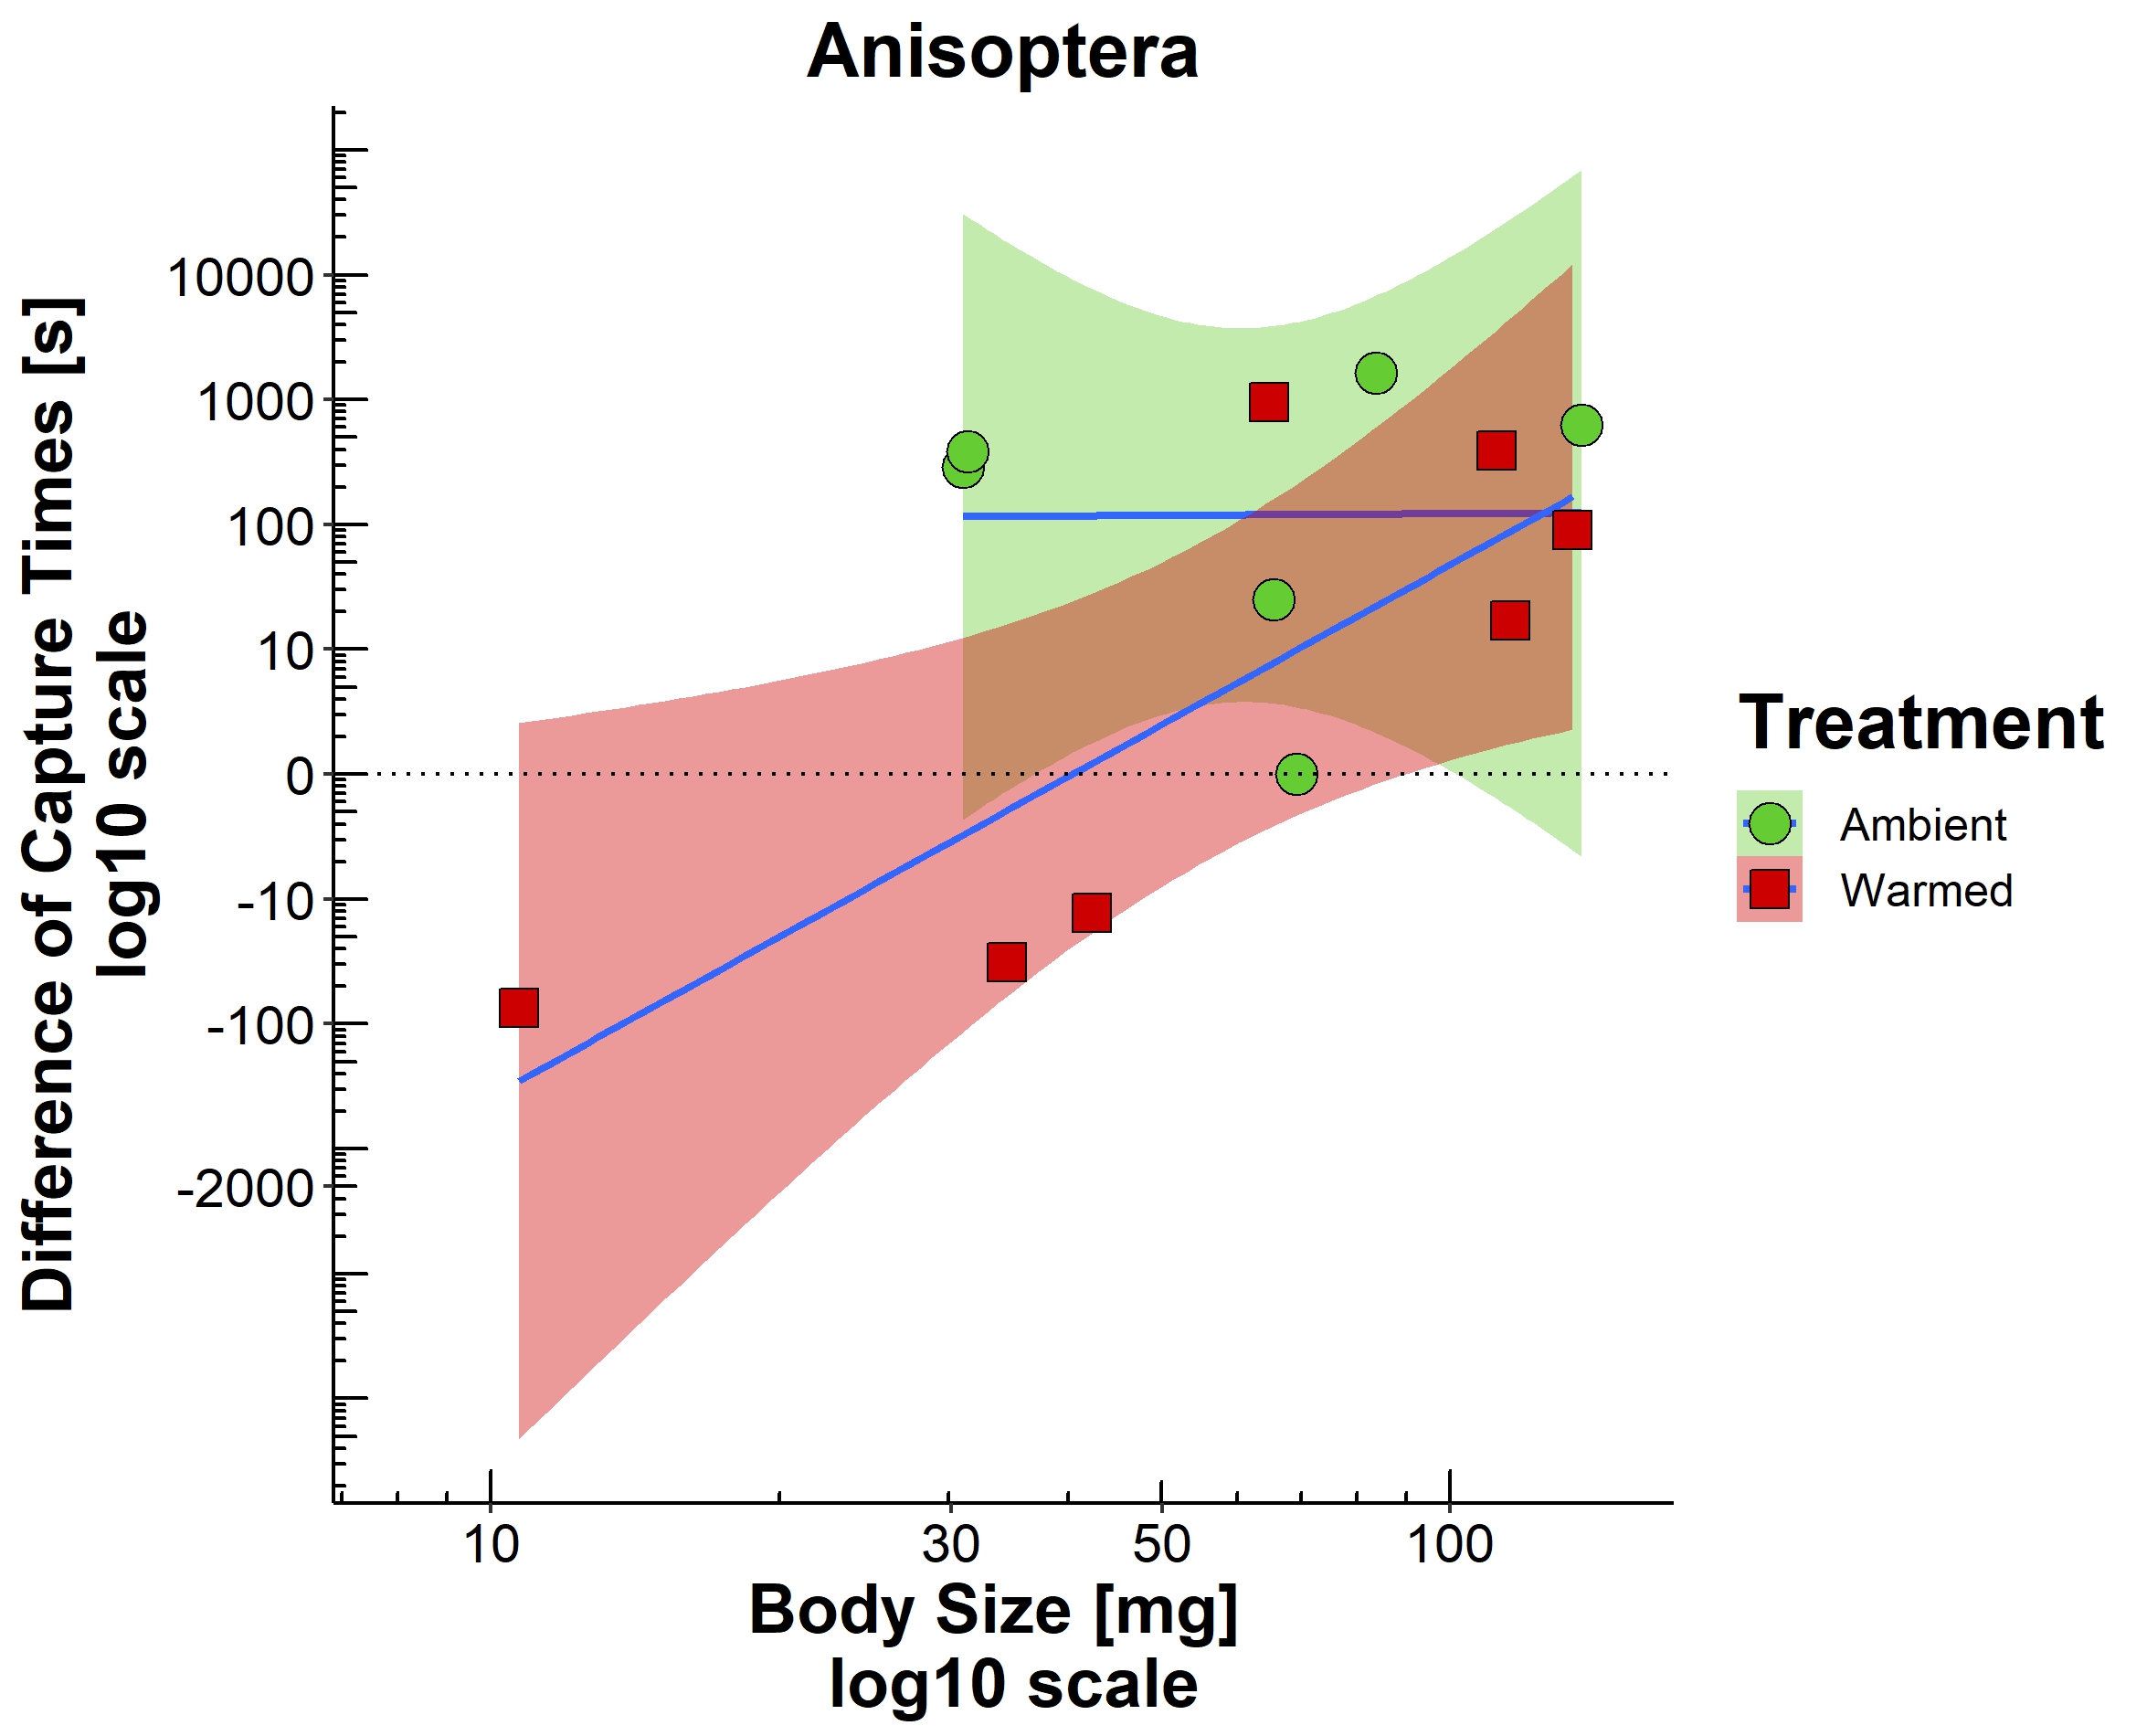 Anisoptera
Difference of Capture Times [s]
log10 scale
10000
1000
100
10
0
-10
-100
-2000
10
30
50
100
Body Size [mg]
log10 scale
Treatment
Ambient
Warmed